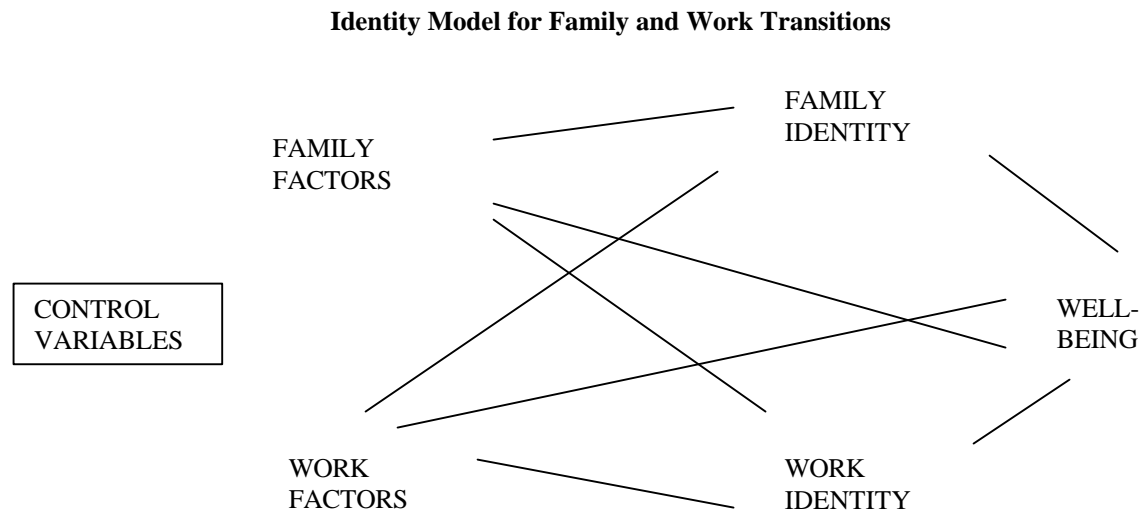 Identity Model for Family and Work Transitions
FAMILY
IDENTITY
FAMILY
FACTORS
CONTROL
VARIABLES
WELL-
BEING
WORK
FACTORS
WORK
IDENTITY